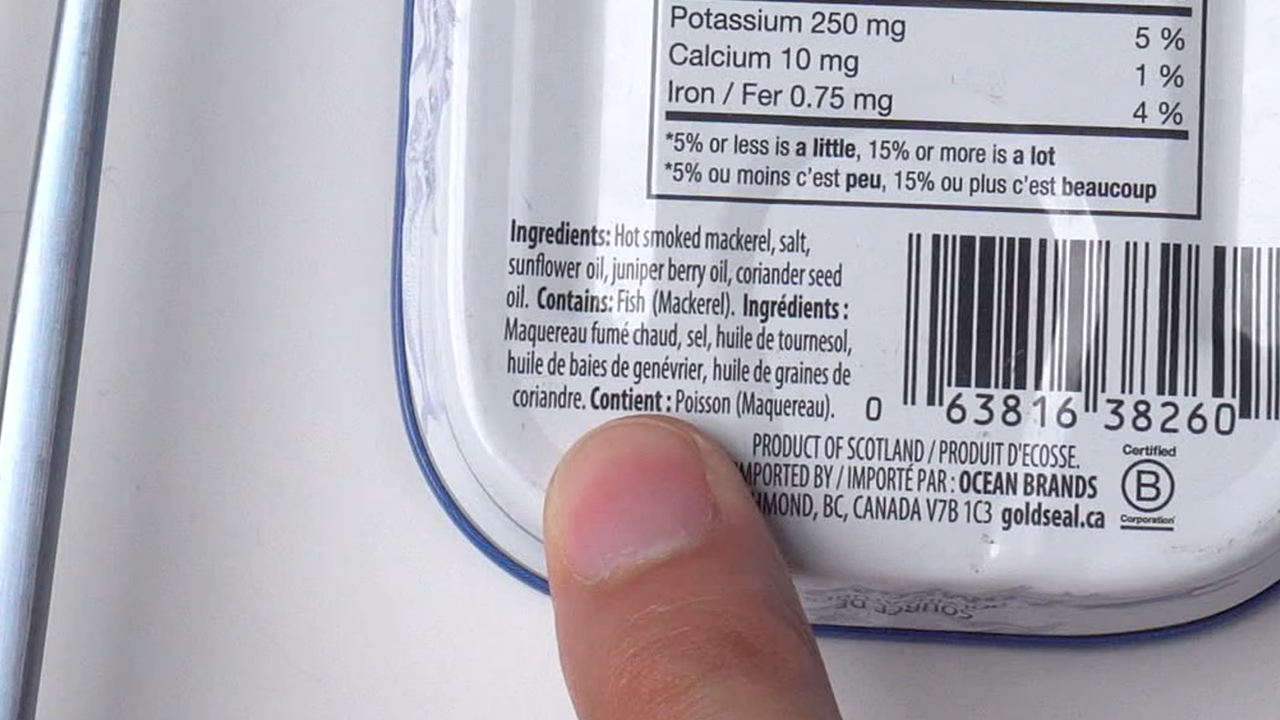 Potassium 250 mg 5 %
Calcium 10 mg 1 %
Iron / Fer 0.75 mg 4 %
*5% or less is a little, 15% or more is a lot
*5% ou moins c'est peu, 15% ou plus c'est beaucoup
Ingredients: Hot smoked mackerel, salt,
sunflower oil, juniper berry oil, coriander seed
oil. Contains: Fish (Mackerel). Ingrédients :
Maquereau fumé chaud, sel, huile de tournesol,
huile de baies de genévrier, huile de graines de
coriandre. Contient : Poisson (Maquereau).
0 63816 38260
PRODUCT OF SCOTLAND / PRODUIT D'ECOSSE.
BY / IMPORTÉ PAR : OCEAN BRANDS
BC, CANADA V7B 1C3 goldseal.ca
Certified
B
Corporation
SOURCE DE